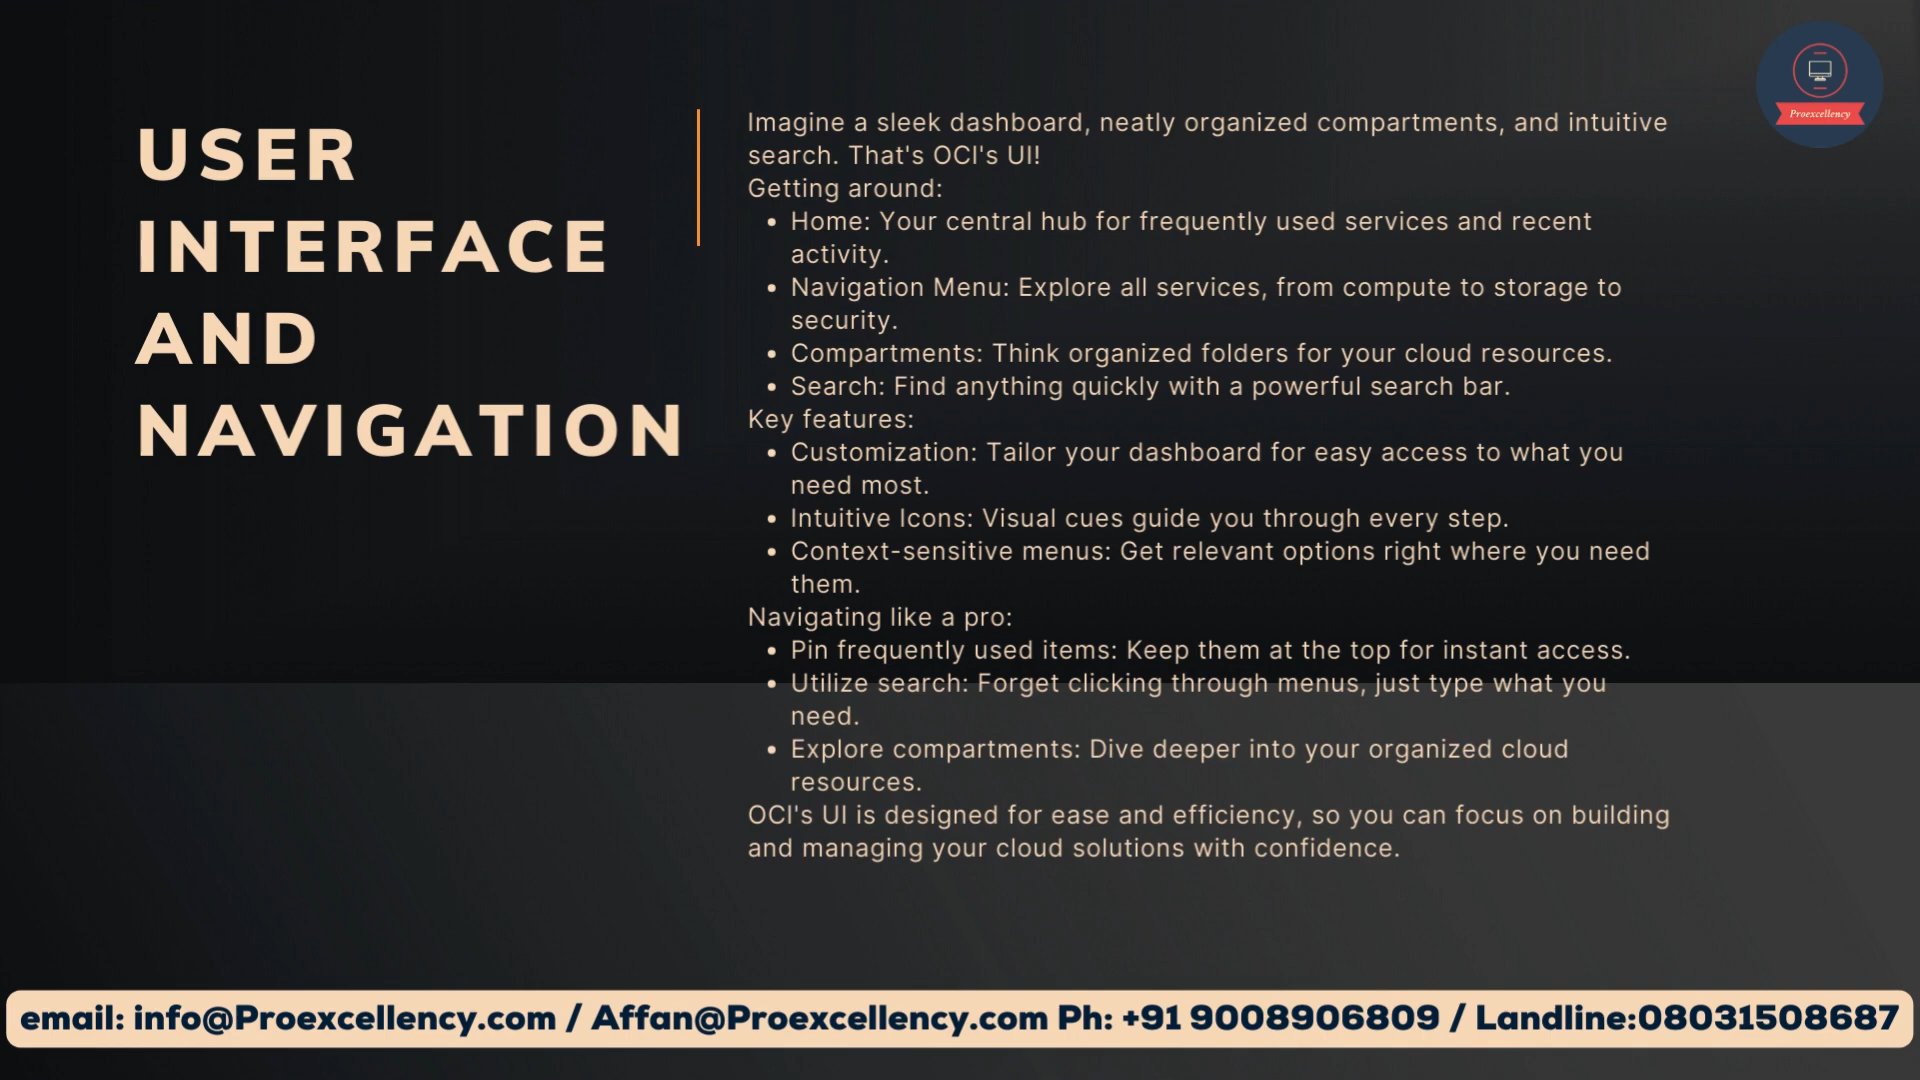 USER
INTERFACE
AND
NAVIGATION
Proexcellency
Imagine a sleek dashboard, neatly organized compartments, and intuitive
search. That's OCI's UI!
Getting around:
• Home: Your central hub for frequently used services and recent
activity.
• Navigation Menu: Explore all services, from compute to storage to
security.
• Compartments: Think organized folders for your cloud resources.
• Search: Find anything quickly with a powerful search bar.
Key features:
• Customization: Tailor your dashboard for easy access to what you
need most.
• Intuitive Icons: Visual cues guide you through every step.
• Context-sensitive menus: Get relevant options right where you need
them.
Navigating like a pro:
• Pin frequently used items: Keep them at the top for instant access.
• Utilize search: Forget clicking through menus, just type what you
need.
• Explore compartments: Dive deeper into your organized cloud
resources.
OCI's UI is designed for ease and efficiency, so you can focus on building
and managing your cloud solutions with confidence.
email: info@Proexcellency.com / Affan@Proexcellency.com Ph: +91 9008906809 / Landline:08031508687